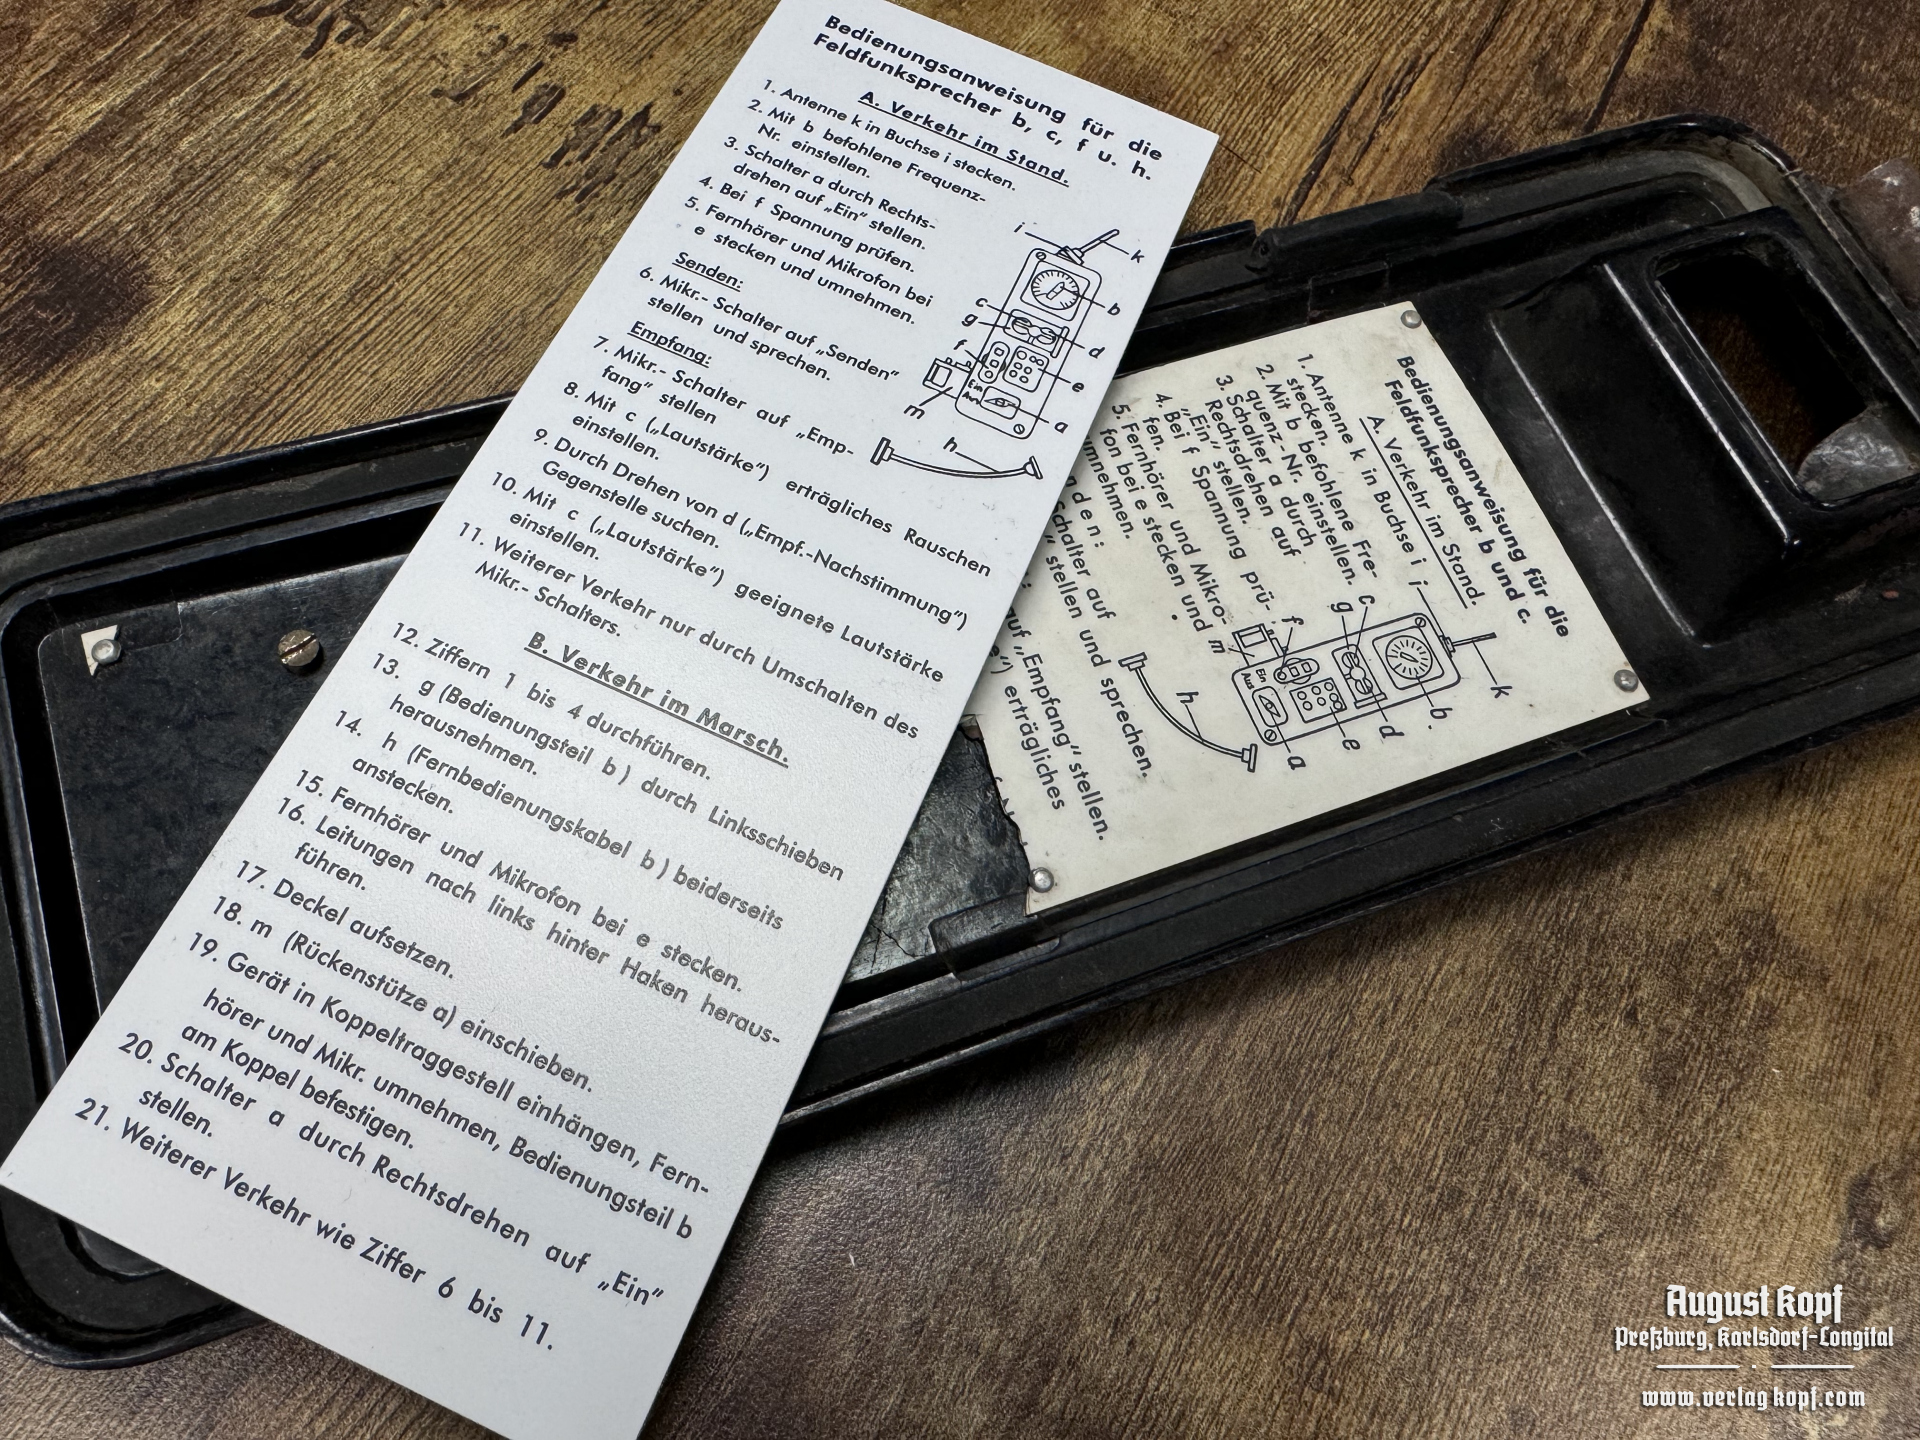 Bedienungsanweisung für die
Feldfunksprecher b, c, f u. h.
A. Verkehr im Stand.
1. Antenne k in Buchse i stecken.
2. Mit b befohlene Frequenz-
Nr. einstellen.
3. Schalter a durch Rechts-
drehen auf „Ein" stellen.
4. Bei f Spannung prüfen.
5. Fernhörer und Mikrofon bei
e stecken und umnehmen.
Senden:
6. Mikr.- Schalter auf „Senden"
stellen und sprechen.
Empfang:
7. Mikr.- Schalter auf „Emp-
fang" stellen
8. Mit c („Lautstärke") erträgliches Rauschen
einstellen.
9. Durch Drehen von d („Empf.-Nachstimmung")
Gegenstelle suchen.
10. Mit c („Lautstärke") geeignete Lautstärke
einstellen.
11. Weiterer Verkehr nur durch Umschalten des
Mikr.- Schalters.
B. Verkehr im Marsch.
12. Ziffern 1 bis 4 durchführen.
13. g (Bedienungsteil b) durch Linksschieben
herausnehmen.
14. h (Fernbedienungskabel b) beiderseits
anstecken.
15. Fernhörer und Mikrofon bei e stecken.
16. Leitungen nach links hinter Haken heraus-
führen.
17. Deckel aufsetzen.
18. m (Rückenstütze a) einschieben.
19. Gerät in Koppeltraggestell einhängen, Fern-
hörer und Mikr. umnehmen, Bedienungsteil b
am Koppel befestigen.
20. Schalter a durch Rechtsdrehen auf „Ein"
stellen.
21. Weiterer Verkehr wie Ziffer 6 bis 11.
i
k
b
c
g
d
f
e
Ein
Aus
m
a
h
Bedienungsanweisung für die
Feldfunksprecher b und c.
A. Verkehr im Stand.
1. Antenne k in Buchse i
stecken.
2. Mit b befohlene Fre-
quenz-Nr. einstellen.
3. Schalter a durch
Rechtsdrehen auf
„Ein" stellen.
4. Bei f Spannung prü-
fen.
5. Fernhörer und Mikro-
fon bei e stecken und
umnehmen.
Schalter auf
stellen und sprechen.
auf „Empfang" stellen.
erträgliches
i
k
c
g
b
f
d
m
Ein
Aus
e
a
h
August Kopf
Preßburg, Karlsdorf-Longital
www.verlagkopf.com